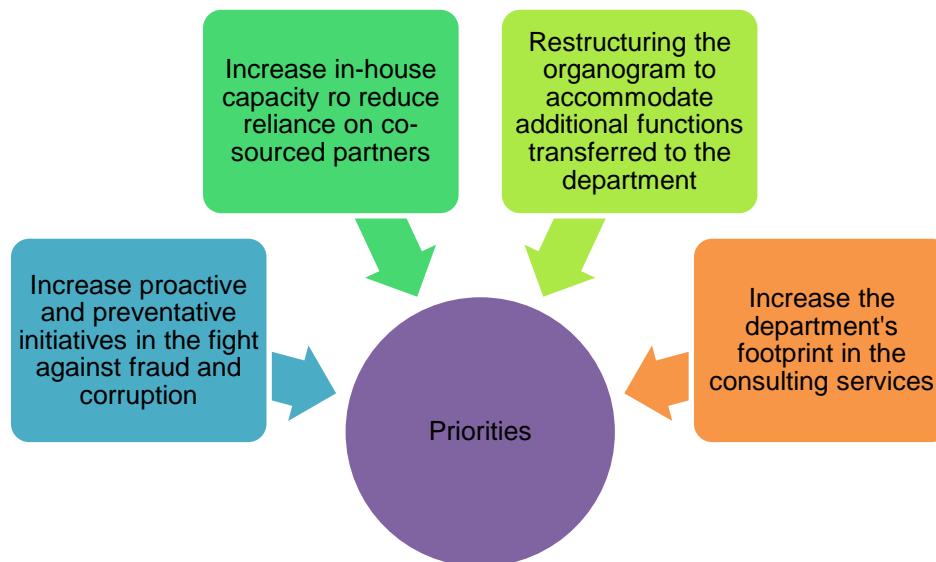 Increase proactive
and preventative
initiatives in the fight
against fraud and
corruption
Increase in-house
capacity ro reduce
reliance on co-
sourced partners
Restructuring the
organogram to
accommodate
additional functions
transferred to the
department
Increase the
department's
footprint in the
consulting services
Priorities